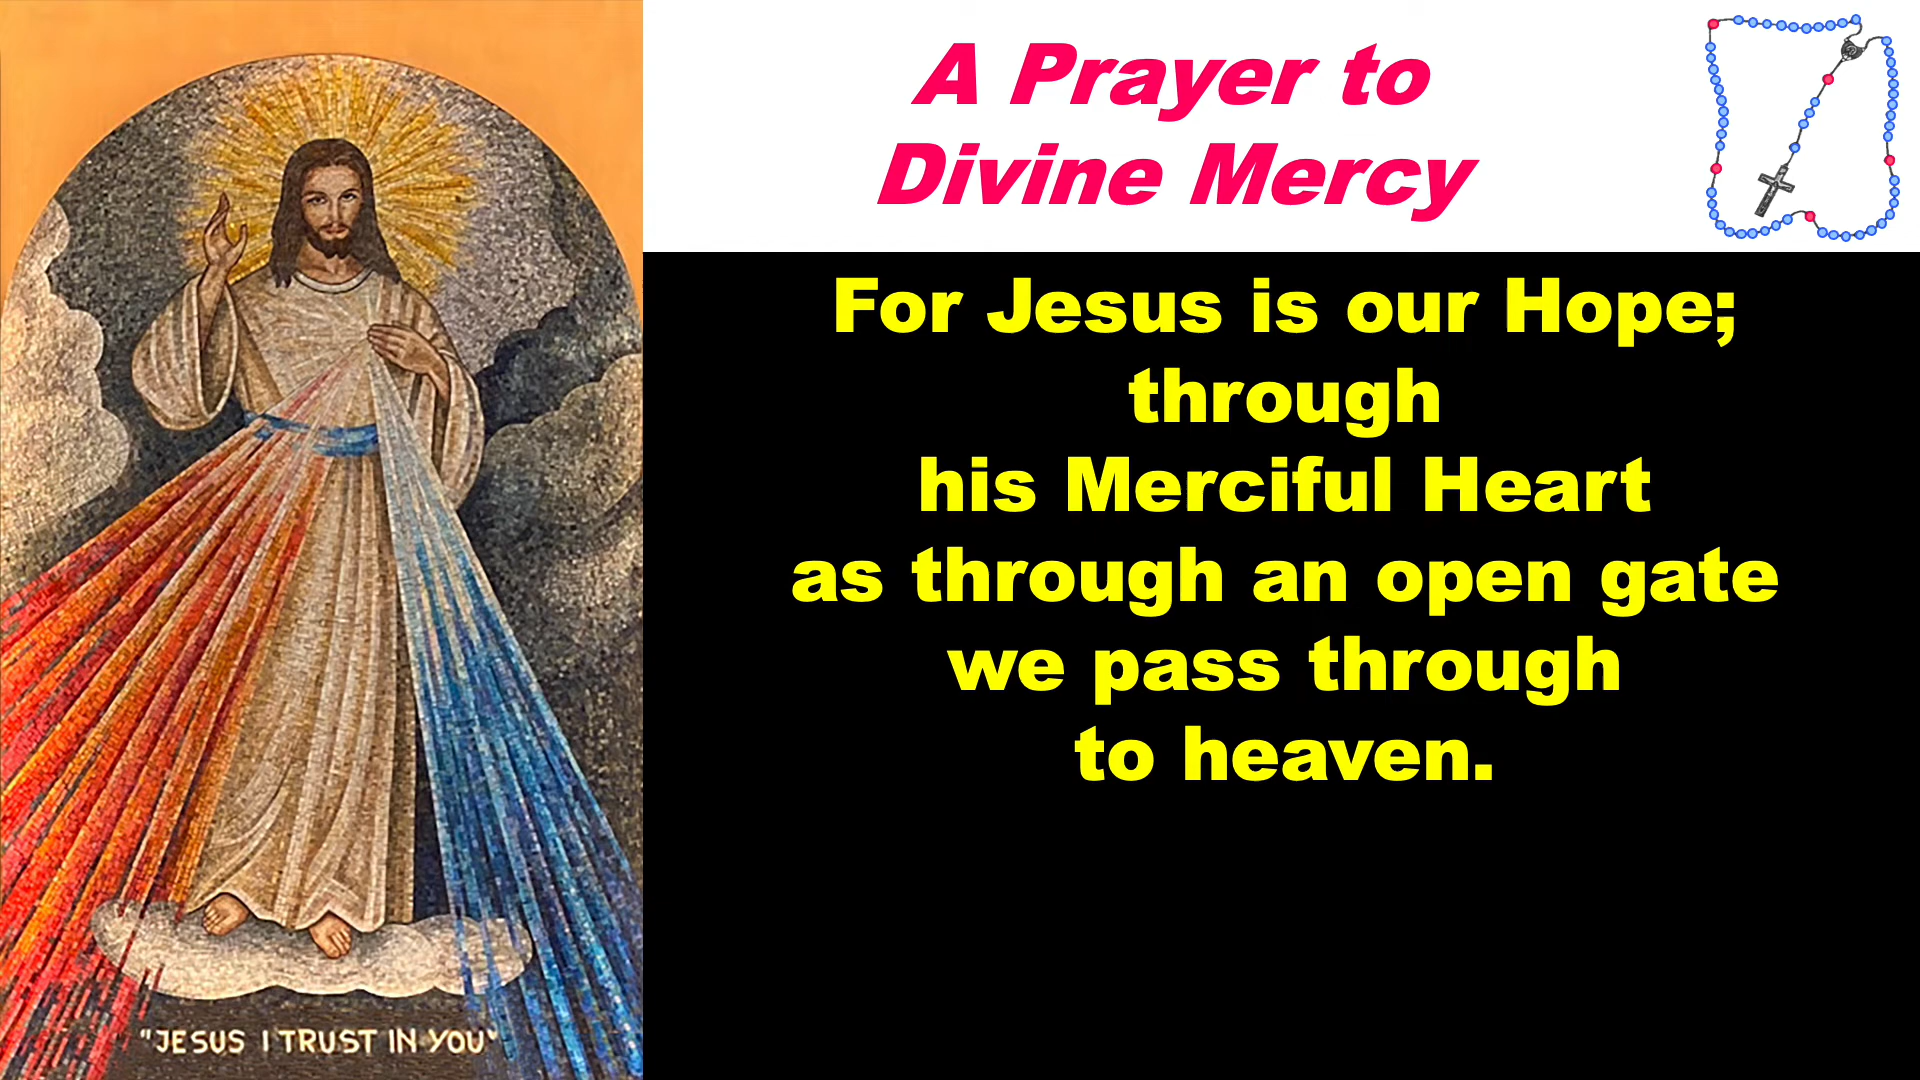 A Prayer to
Divine Mercy
For Jesus is our Hope;
through
his Merciful Heart
as through an open gate
we pass through
to heaven.
"JESUS I TRUST IN YOU"